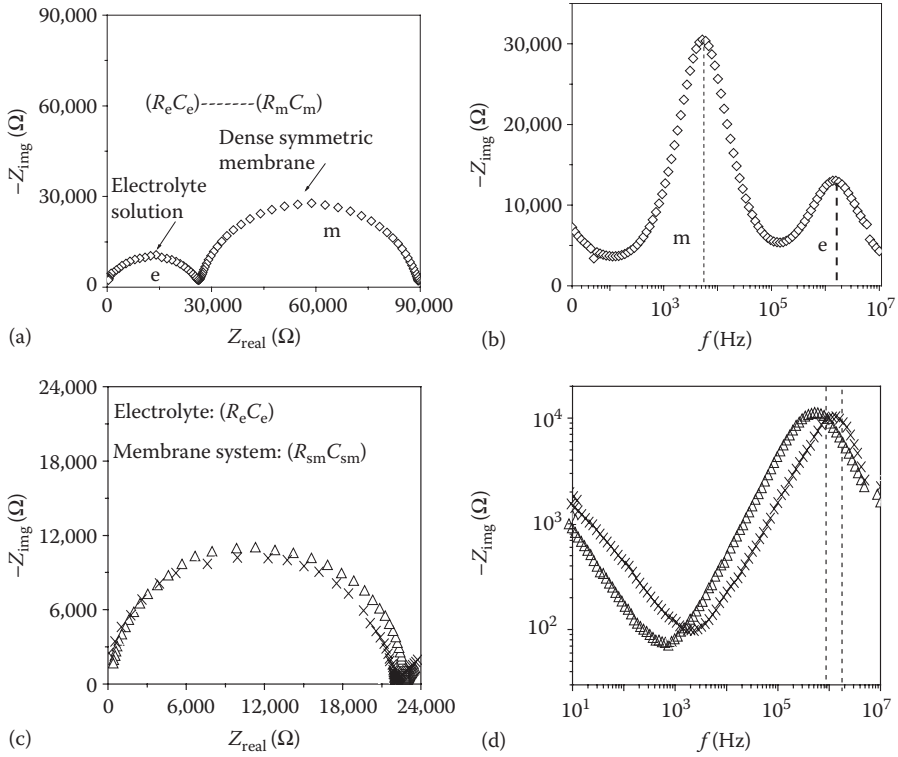 90,000
60,000
30,000
0
−Z_img (Ω)
(R_eC_e)-------(R_mC_m)
Dense symmetric
membrane
Electrolyte
solution
e
m
0
30,000
60,000
90,000
Z_real (Ω)
(a)
30,000
20,000
10,000
0
−Z_img (Ω)
m
e
0
10^3
10^5
10^7
f (Hz)
(b)
24,000
18,000
12,000
6,000
0
−Z_img (Ω)
Electrolyte: (R_eC_e)
Membrane system: (R_smC_sm)
0
6,000
12,000
18,000
24,000
Z_real (Ω)
(c)
10^4
10^3
10^2
−Z_img (Ω)
10^1
10^3
10^5
10^7
f (Hz)
(d)